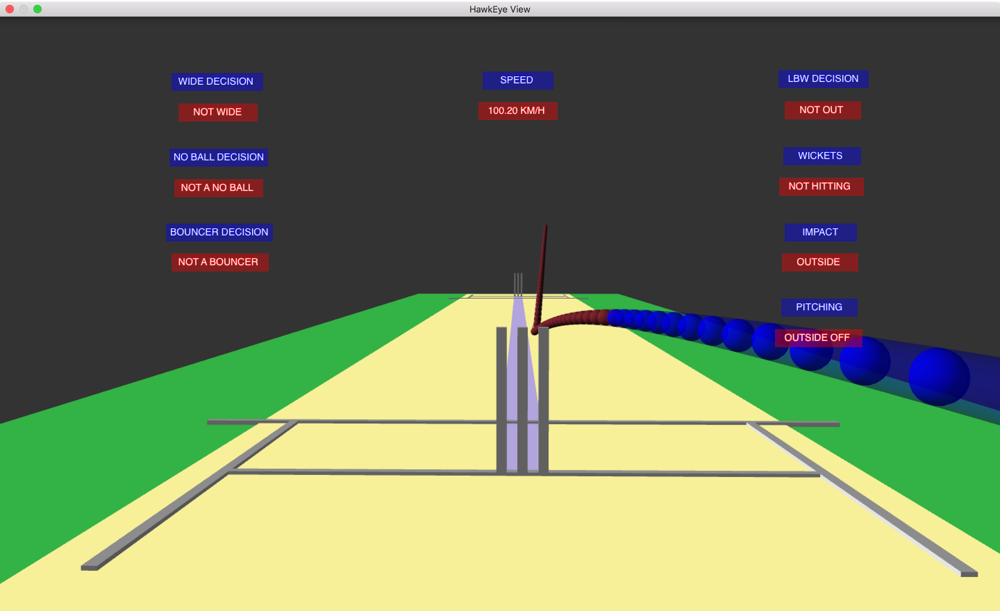 HawkEye View
WIDE DECISION
NOT WIDE
NO BALL DECISION
NOT A NO BALL
BOUNCER DECISION
NOT A BOUNCER
SPEED
100.20 KM/H
LBW DECISION
NOT OUT
WICKETS
NOT HITTING
IMPACT
OUTSIDE
PITCHING
OUTSIDE OFF